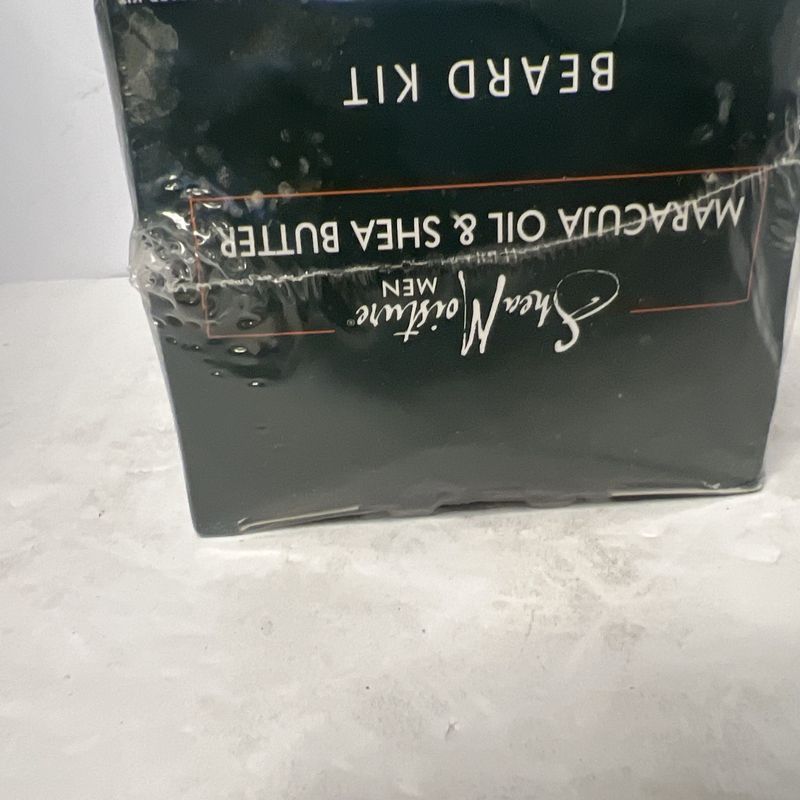 SheaMoisture®
MEN
MARACUJA OIL & SHEA BUTTER
BEARD KIT